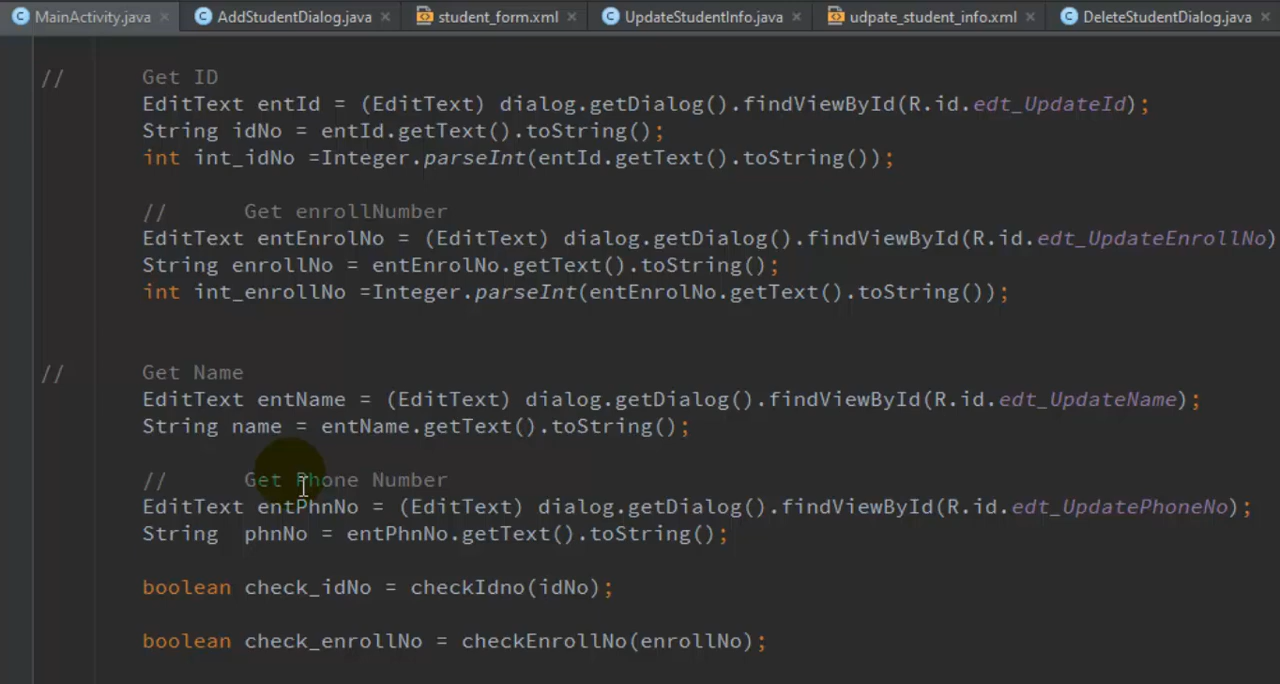 MainActivity.java AddStudentDialog.java student_form.xml UpdateStudentInfo.java udpate_student_info.xml DeleteStudentDialog.java
// Get ID
EditText entId = (EditText) dialog.getDialog().findViewById(R.id.edt_UpdateId);
String idNo = entId.getText().toString();
int int_idNo =Integer.parseInt(entId.getText().toString());
// Get enrollNumber
EditText entEnrolNo = (EditText) dialog.getDialog().findViewById(R.id.edt_UpdateEnrollNo)
String enrollNo = entEnrolNo.getText().toString();
int int_enrollNo =Integer.parseInt(entEnrolNo.getText().toString());
// Get Name
EditText entName = (EditText) dialog.getDialog().findViewById(R.id.edt_UpdateName);
String name = entName.getText().toString();
// Get Phone Number
EditText entPhnNo = (EditText) dialog.getDialog().findViewById(R.id.edt_UpdatePhoneNo);
String phnNo = entPhnNo.getText().toString();
boolean check_idNo = checkIdno(idNo);
boolean check_enrollNo = checkEnrollNo(enrollNo);